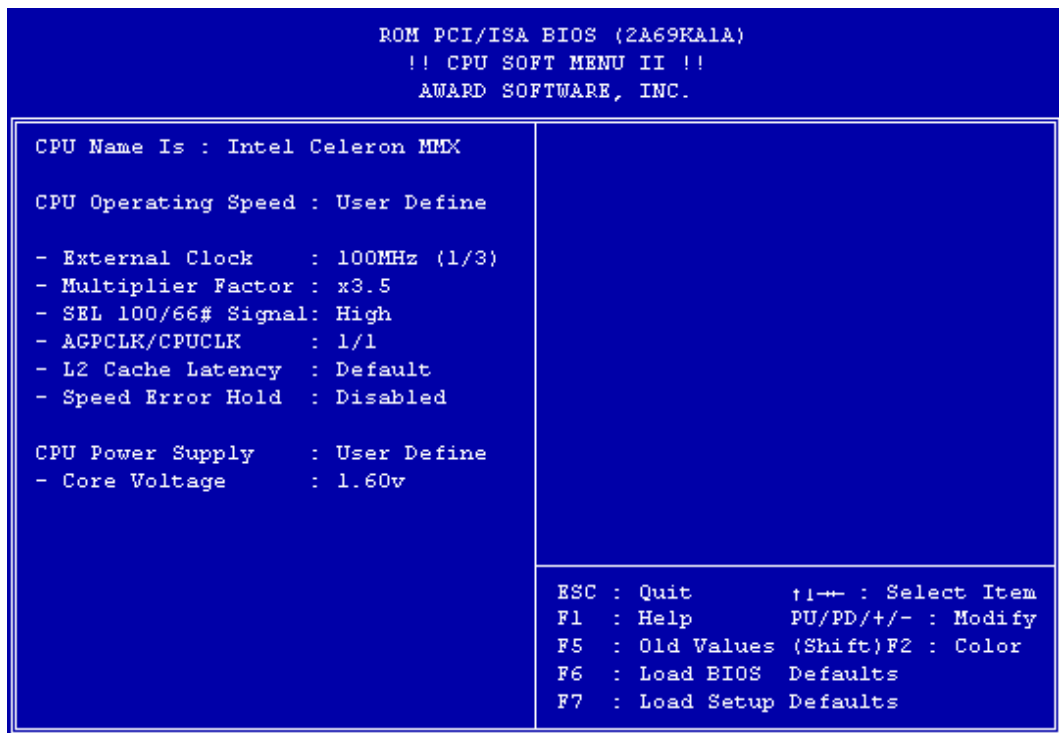 ROM PCI/ISA BIOS (2A69KA1A)
!! CPU SOFT MENU II !!
AWARD SOFTWARE, INC.
CPU Name Is : Intel Celeron MMX
CPU Operating Speed : User Define
- External Clock : 100MHz (1/3)
- Multiplier Factor : x3.5
- SEL 100/66# Signal: High
- AGPCLK/CPUCLK : 1/1
- L2 Cache Latency : Default
- Speed Error Hold : Disabled
CPU Power Supply : User Define
- Core Voltage : 1.60v
ESC : Quit ↑↓→← : Select Item
F1 : Help PU/PD/+/- : Modify
F5 : Old Values (Shift)F2 : Color
F6 : Load BIOS Defaults
F7 : Load Setup Defaults